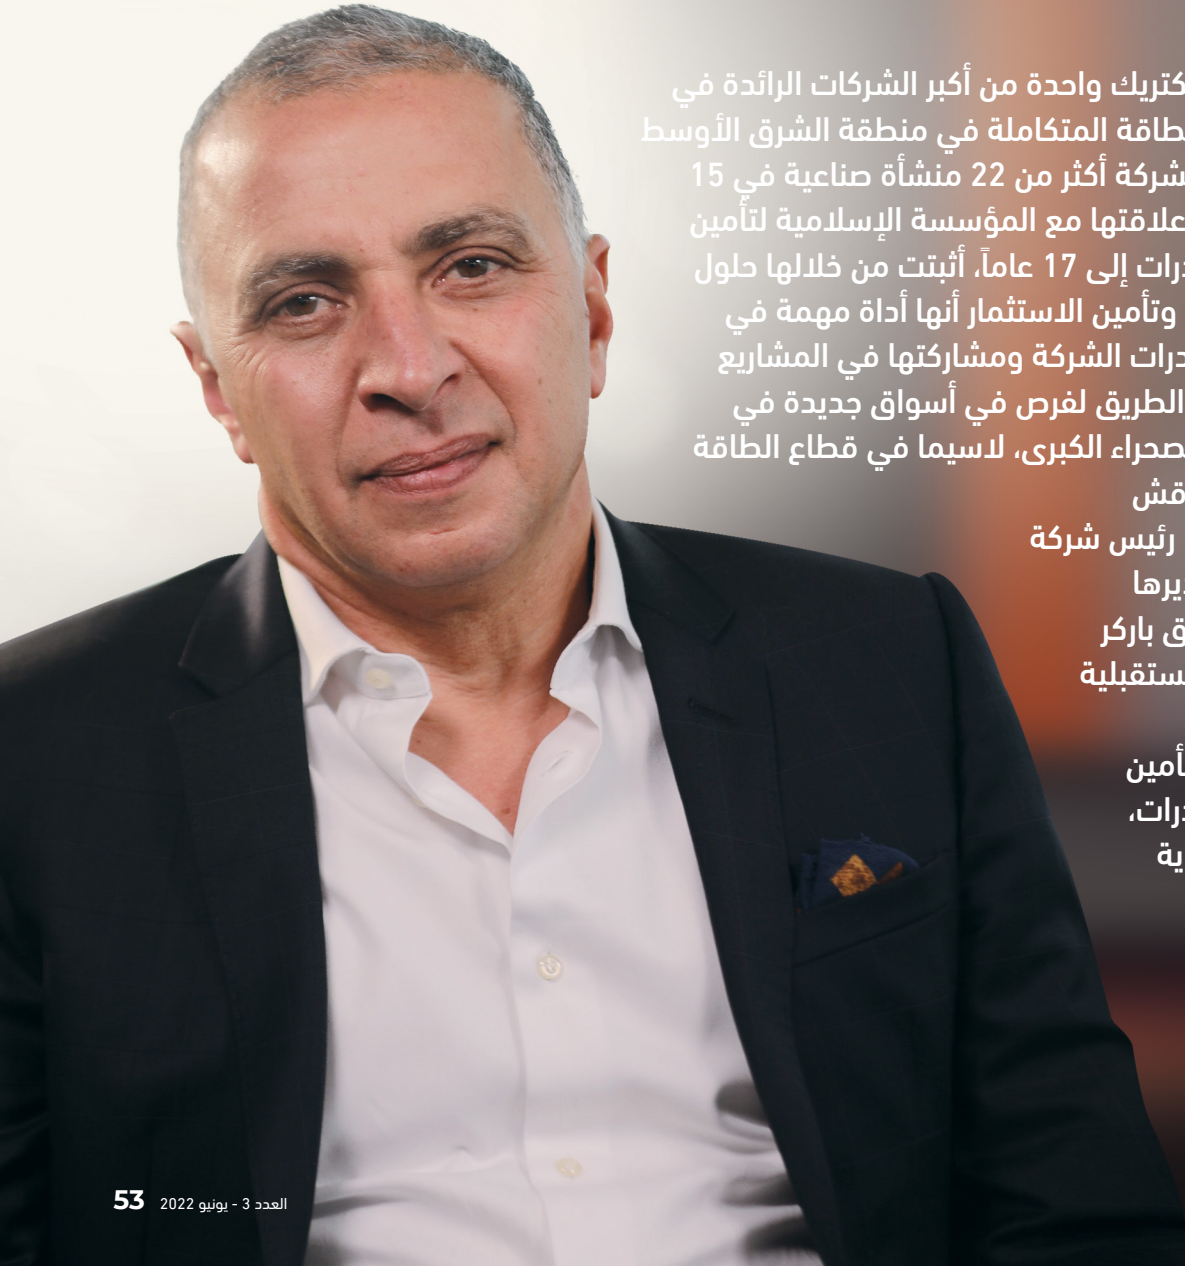 كتريك واحدة من أكبر الشركات الرائدة في
طاقة المتكاملة في منطقة الشرق الأوسط
شركة أكثر من 22 منشأة صناعية في 15
علاقتها مع المؤسسة الإسلامية لتأمين
درات إلى 17 عاماً، أثبتت من خلالها حلول
وتأمين الاستثمار أنها أداة مهمة في
درات الشركة ومشاركتها في المشاريع
الطريق لفرص في أسواق جديدة في
صحراء الكبرى، لاسيما في قطاع الطاقة
قش
رئيس شركة
يرها
ق باركر
ستقبلية
أمين
درات،
ية
العدد 3 - يونيو 2022 53